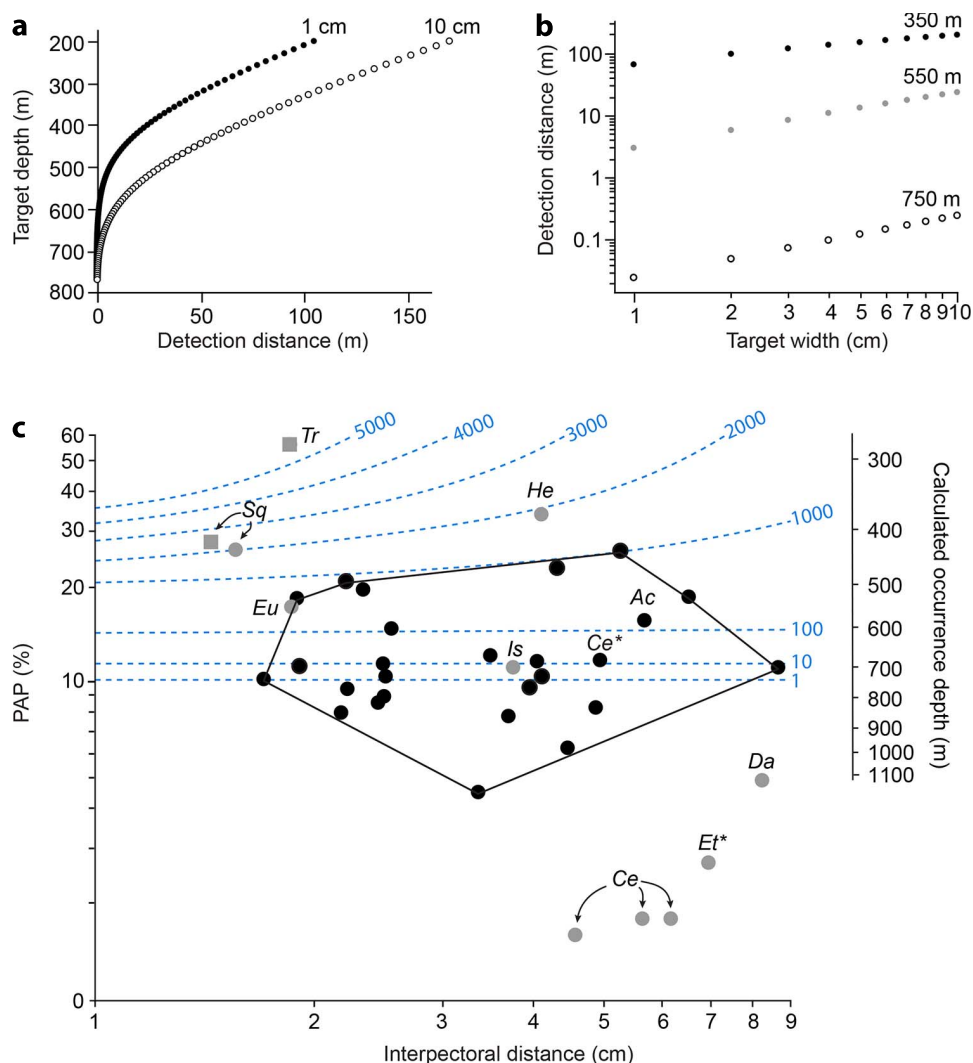 a
1 cm
10 cm
200
300
400
500
600
700
800
Target depth (m)
0
50
100
150
Detection distance (m)
b
350 m
550 m
750 m
100
10
1
0.1
Detection distance (m)
1
2
3
4
5
6
7
8
9
10
Target width (cm)
c
60
50
40
30
20
10
0
PAP (%)
5000
4000
3000
2000
1000
100
10
1
Tr
Sq
He
Eu
Ac
Is
Ce*
Da
Et*
Ce
300
400
500
600
700
800
900
1000
1100
Calculated occurrence depth (m)
1
2
3
4
5
6
7
8
9
Interpectoral distance (cm)